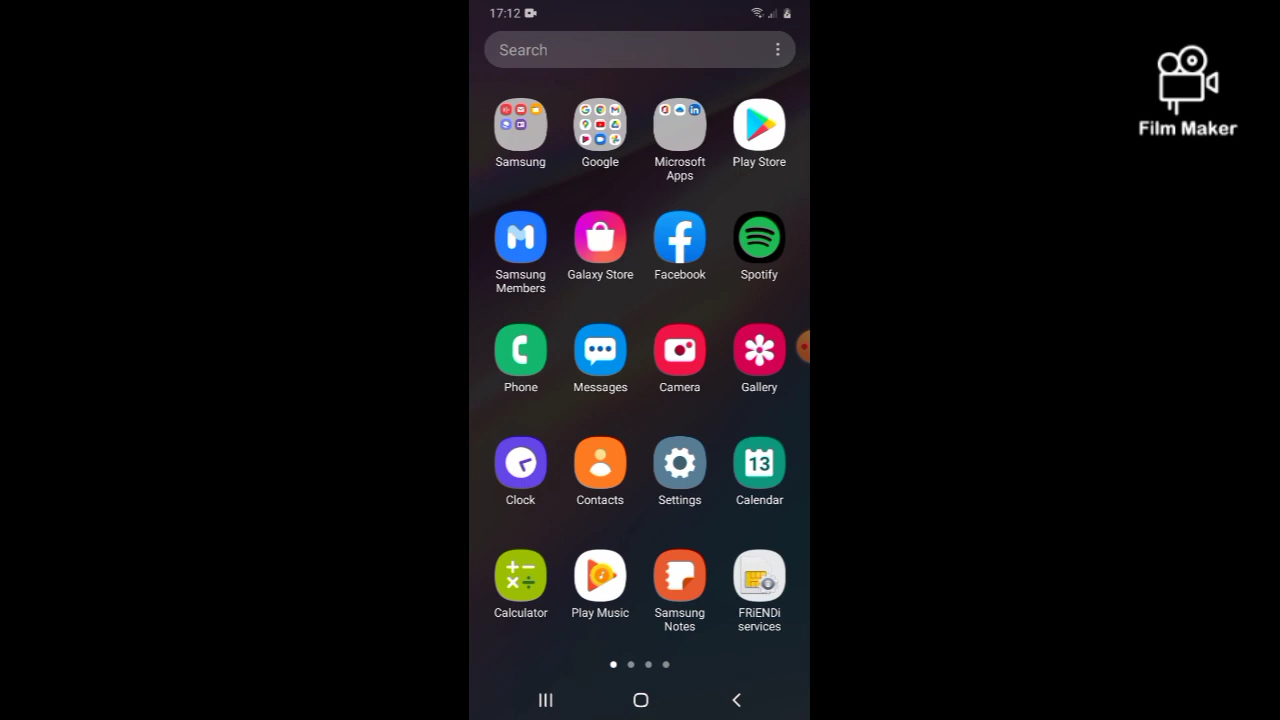 17:12
Search
Samsung
Google
Microsoft
Apps
Play Store
Samsung
Members
Galaxy Store
Facebook
Spotify
Phone
Messages
Camera
Gallery
Clock
Contacts
Settings
13
Calendar
Calculator
Play Music
Samsung
Notes
FRiENDi
services
Film Maker